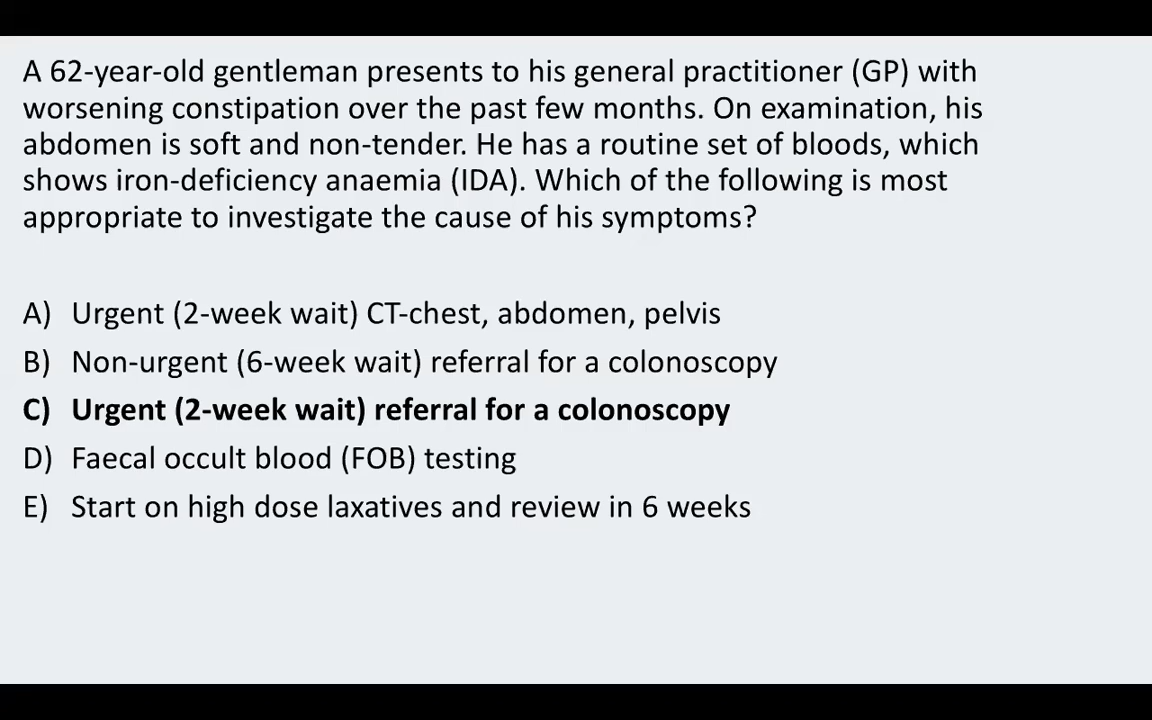 A 62-year-old gentleman presents to his general practitioner (GP) with
worsening constipation over the past few months. On examination, his
abdomen is soft and non-tender. He has a routine set of bloods, which
shows iron-deficiency anaemia (IDA). Which of the following is most
appropriate to investigate the cause of his symptoms?
A) Urgent (2-week wait) CT-chest, abdomen, pelvis
B) Non-urgent (6-week wait) referral for a colonoscopy
C) Urgent (2-week wait) referral for a colonoscopy
D) Faecal occult blood (FOB) testing
E) Start on high dose laxatives and review in 6 weeks